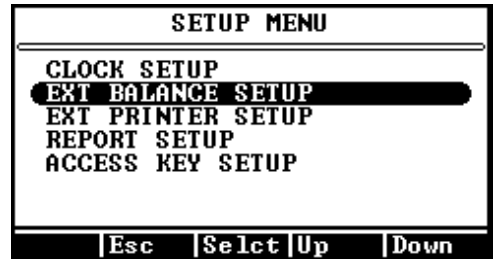 SETUP MENU
CLOCK SETUP
EXT BALANCE SETUP
EXT PRINTER SETUP
REPORT SETUP
ACCESS KEY SETUP
Esc Selct Up Down